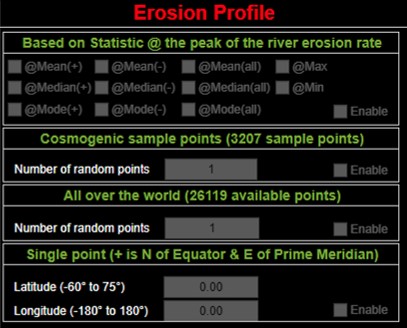 Erosion Profile
Based on Statistic @ the peak of the river erosion rate
@Mean(+) @Mean(-) @Mean(all) @Max
@Median(+) @Median(-) @Median(all) @Min
@Mode(+) @Mode(-) @Mode(all) Enable
Cosmogenic sample points (3207 sample points)
Number of random points 1 Enable
All over the world (26119 available points)
Number of random points 1 Enable
Single point (+ is N of Equator & E of Prime Meridian)
Latitude (-60° to 75°) 0.00
Longitude (-180° to 180°) 0.00 Enable